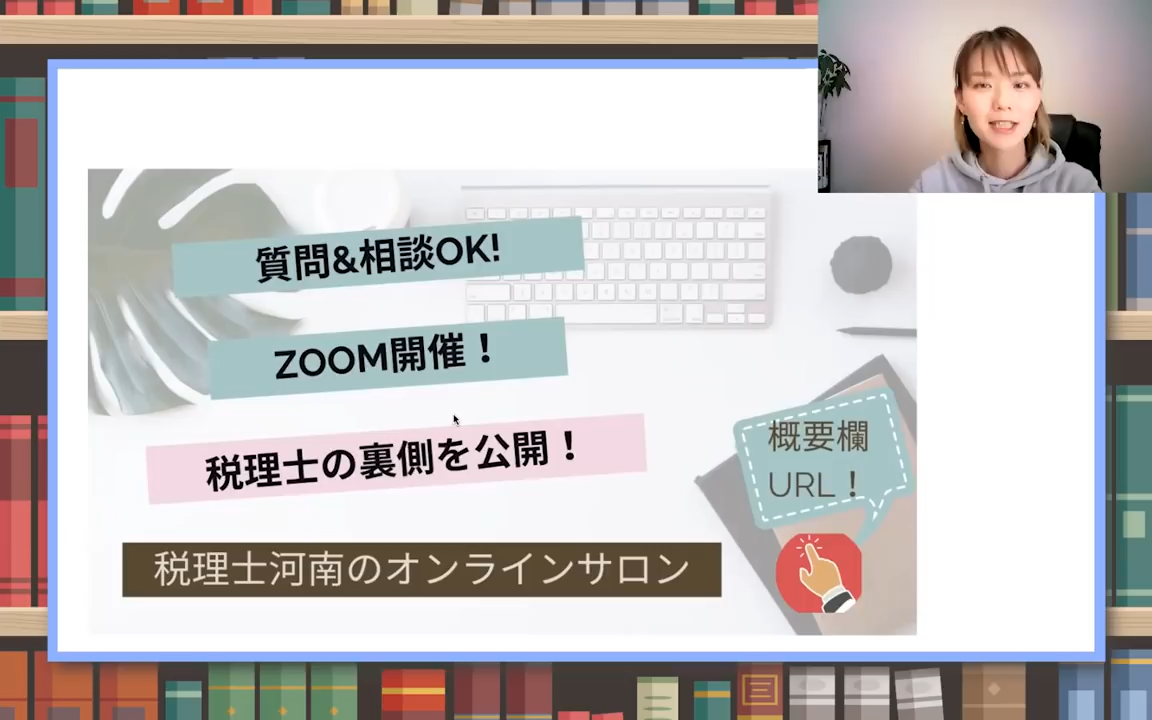 質問&相談OK!
ZOOM開催！
税理士の裏側を公開！
概要欄
URL！
税理士河南のオンラインサロン